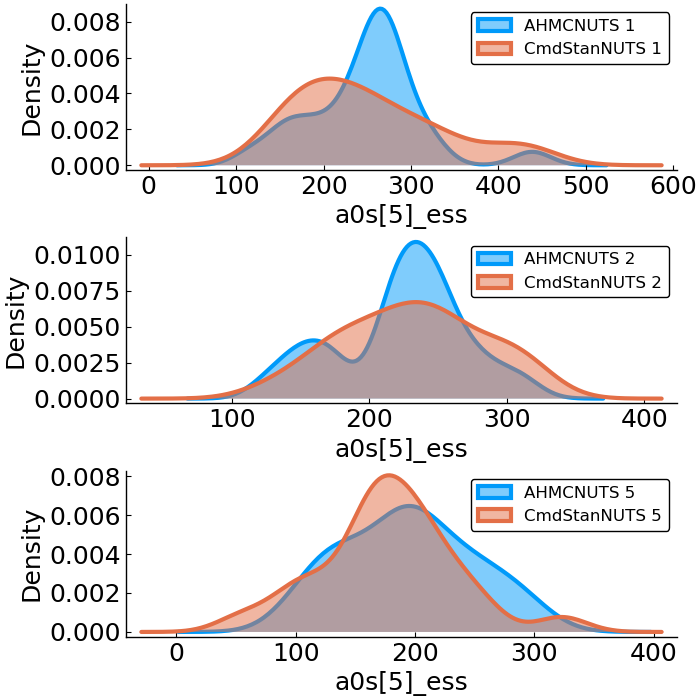 Density
0.008
0.006
0.004
0.002
0.000
AHMCNUTS 1
CmdStanNUTS 1
0 100 200 300 400 500 600
a0s[5]_ess
Density
0.0100
0.0075
0.0050
0.0025
0.0000
AHMCNUTS 2
CmdStanNUTS 2
100 200 300 400
a0s[5]_ess
Density
0.008
0.006
0.004
0.002
0.000
AHMCNUTS 5
CmdStanNUTS 5
0 100 200 300 400
a0s[5]_ess